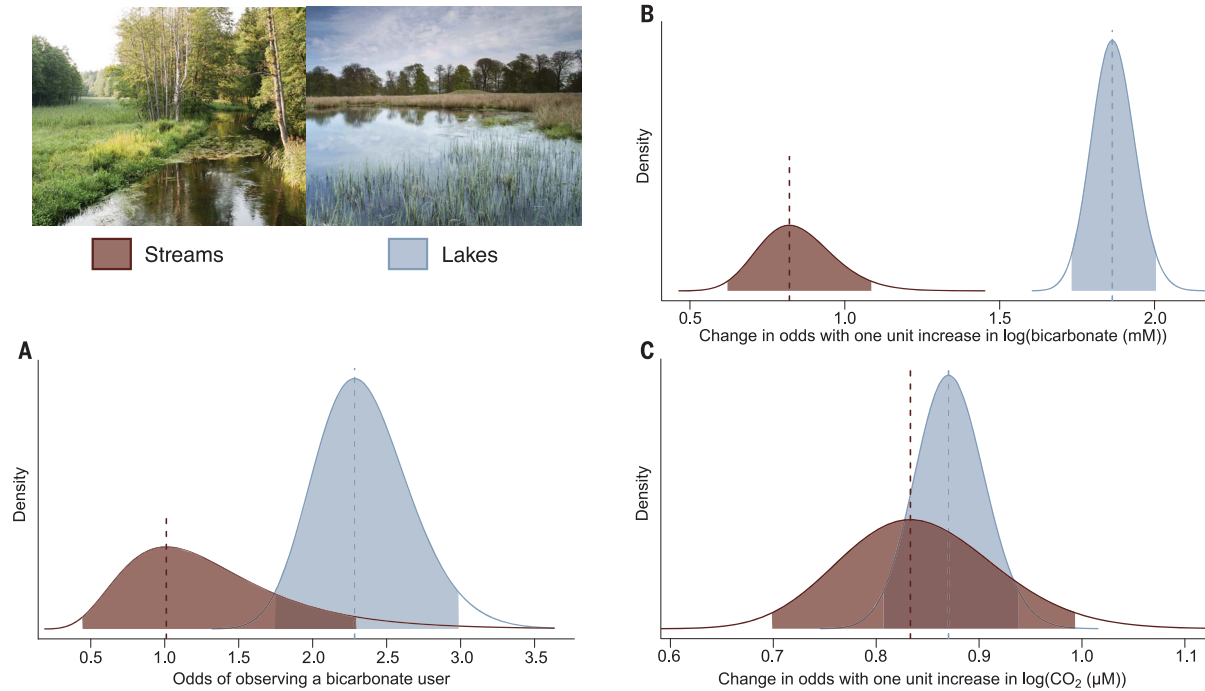 Streams
Lakes
B
Density
0.5 1.0 1.5 2.0
Change in odds with one unit increase in log(bicarbonate (mM))
A
Density
0.5 1.0 1.5 2.0 2.5 3.0 3.5
Odds of observing a bicarbonate user
C
Density
0.6 0.7 0.8 0.9 1.0 1.1
Change in odds with one unit increase in log(CO₂ (µM))